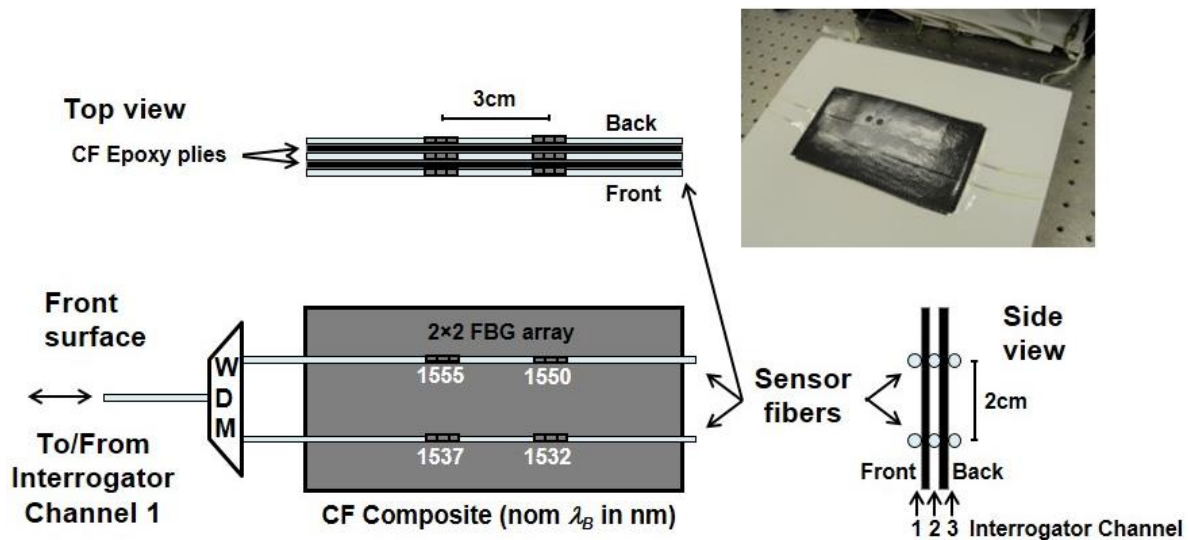 Top view
3cm
Back
CF Epoxy plies
Front
Front
surface
2×2 FBG array
WDM
1555 1550
1537 1532
To/From
Interrogator
Channel 1
CF Composite (nom λB in nm)
Sensor
fibers
Side
view
2cm
Front Back
1 2 3 Interrogator Channel